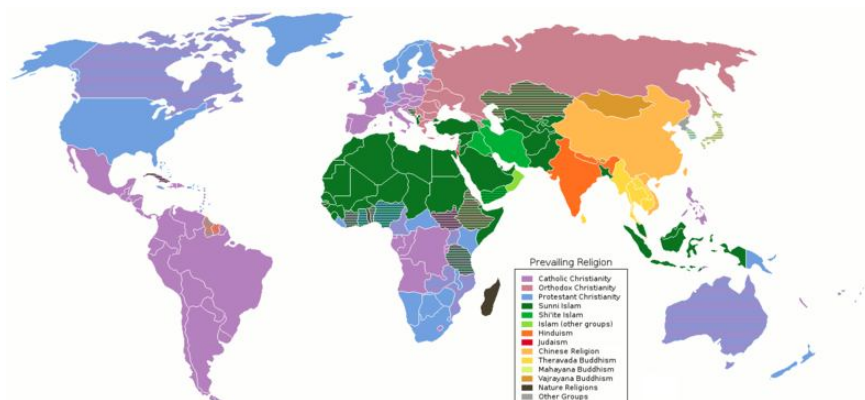 Prevailing Religion
Catholic Christianity
Orthodox Christianity
Protestant Christianity
Sunni Islam
Shi'ite Islam
Islam (other groups)
Hinduism
Judaism
Chinese Religion
Theravada Buddhism
Mahayana Buddhism
Vajrayana Buddhism
Nature Religions
Other Groups